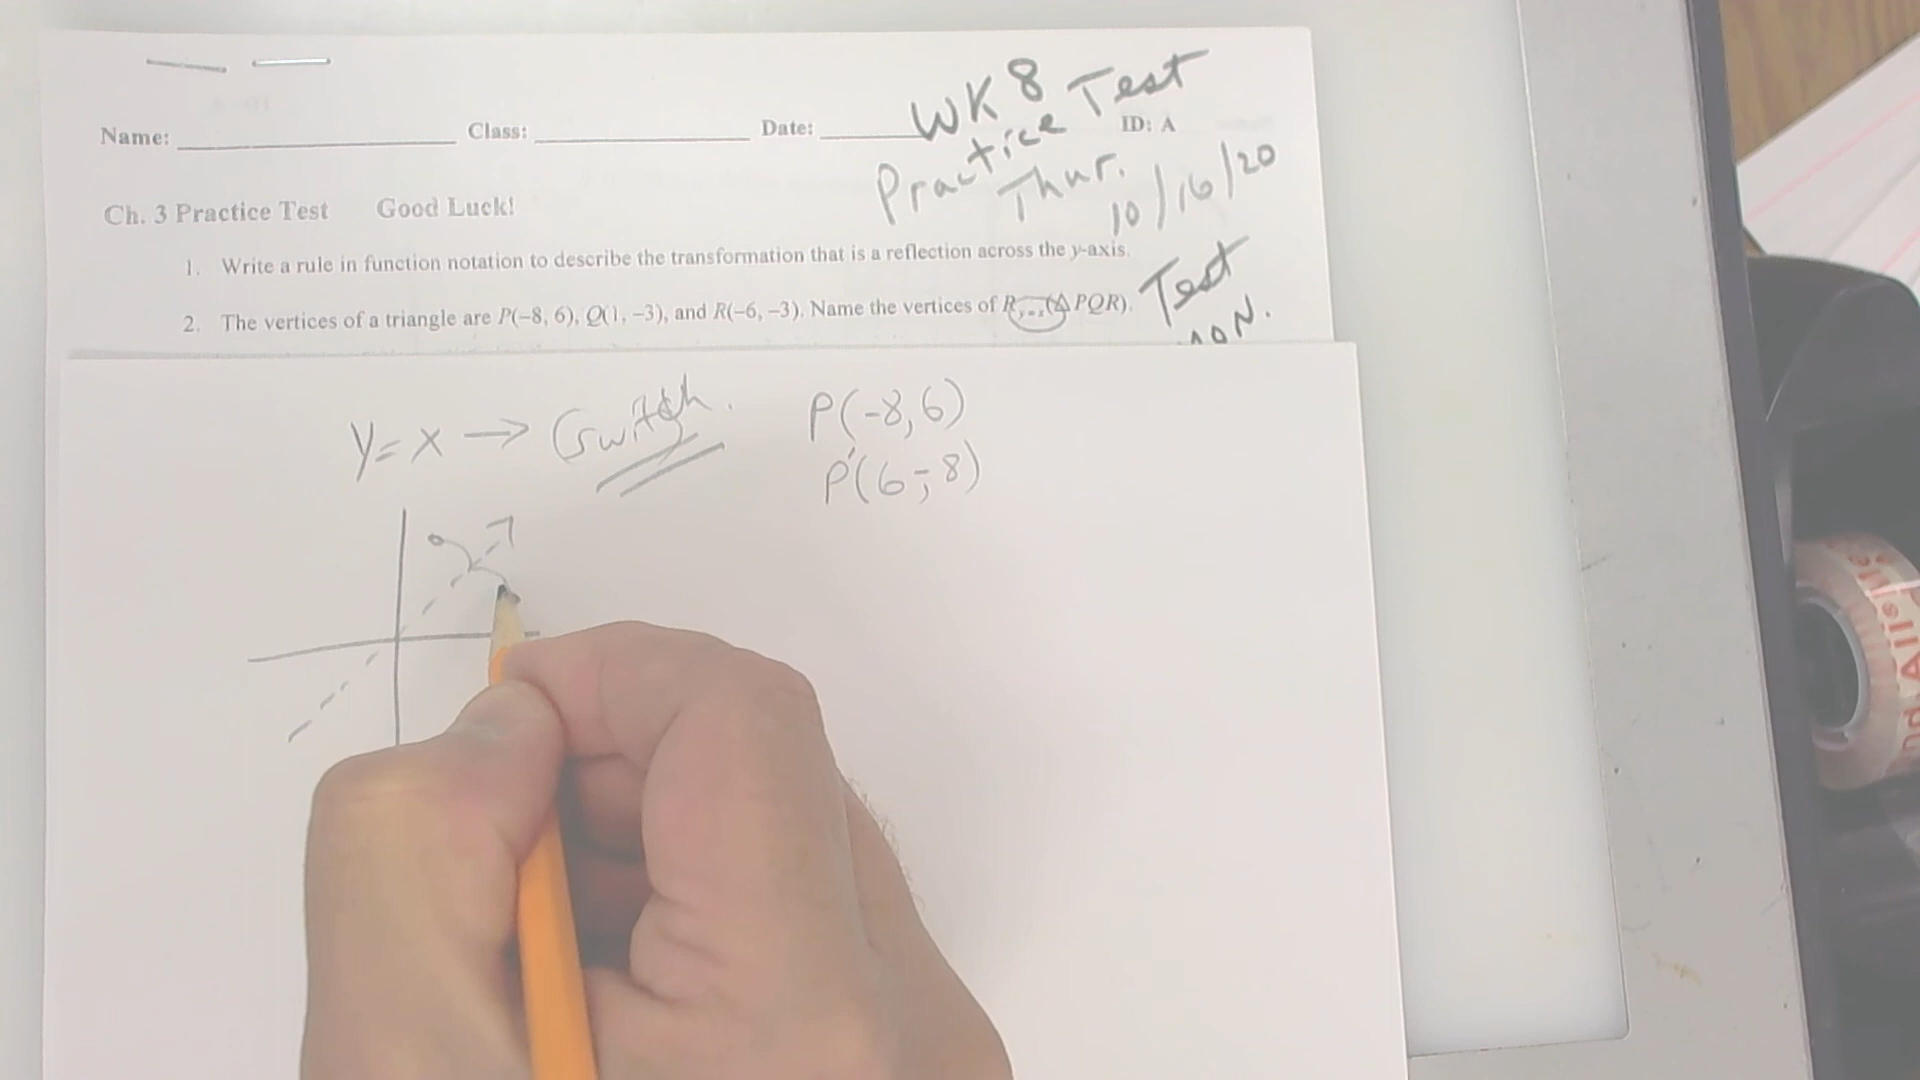 WK 8
Practice Test
Thur.
10/16/20
Name: Class: Date: ID: A
Ch. 3 Practice Test Good Luck!
1. Write a rule in function notation to describe the transformation that is a reflection across the y-axis.
Test
2. The vertices of a triangle are P(−8, 6), Q(1, −3), and R(−6, −3). Name the vertices of R y = x (△ PQR).
MON.
y = x → switch.
P(-8,6)
P'(6,-8)